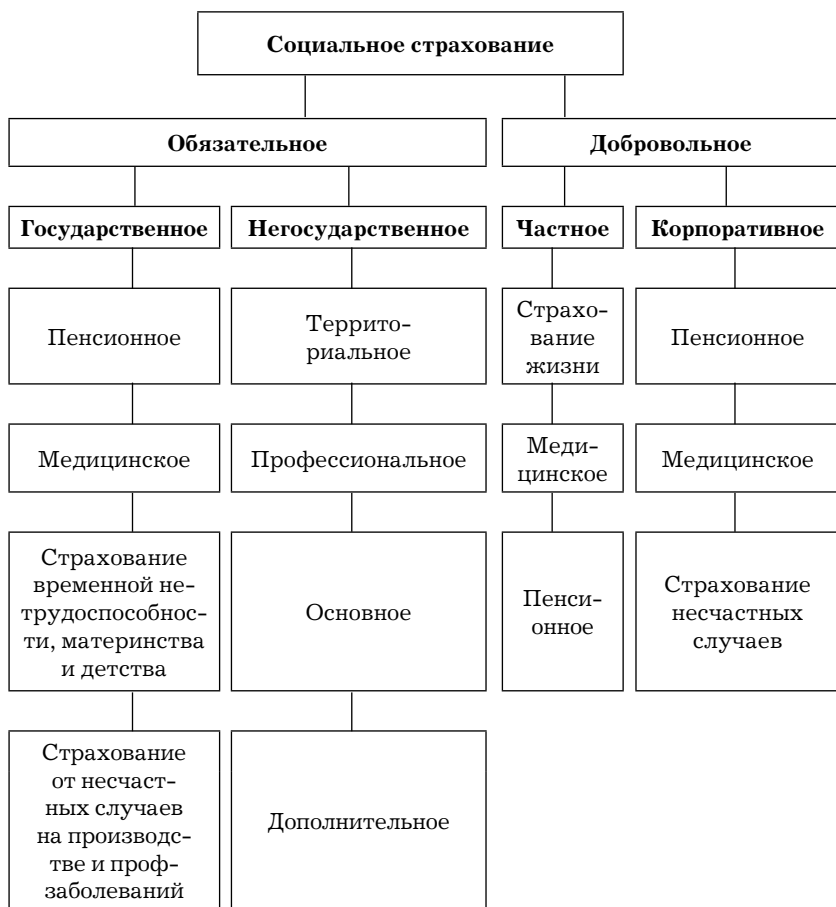 Социальное страхование
Обязательное
Добровольное
Государственное
Негосударственное
Частное
Корпоративное
Пенсионное
Террито-
риальное
Страхо-
вание
жизни
Пенсионное
Медицинское
Профессиональное
Меди-
цинское
Медицинское
Страхование
временной не-
трудоспособнос-
ти, материнства
и детства
Основное
Пенси-
онное
Страхование
несчастных
случаев
Страхование
от несчаст-
ных случаев
на производс-
тве и проф-
заболеваний
Дополнительное